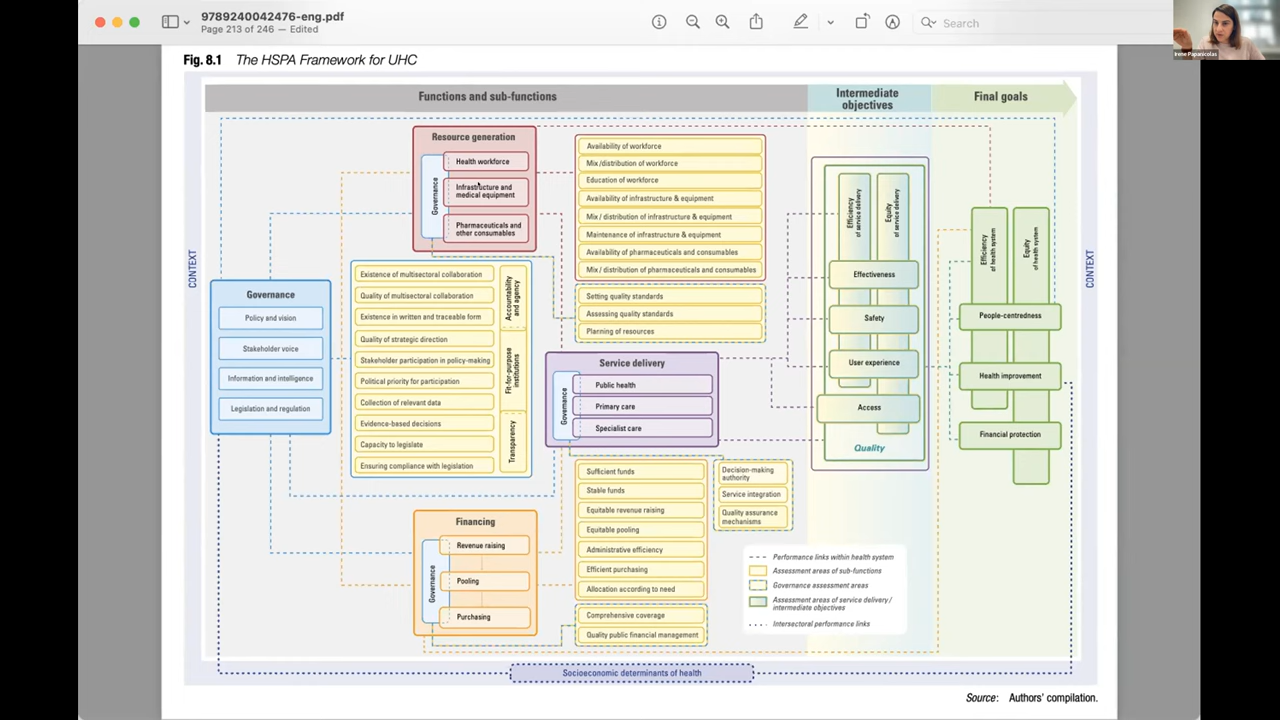 9789240042476-eng.pdf
Page 213 of 246 — Edited
Search
Irene Papanicolas
Fig. 8.1 The HSPA Framework for UHC
Functions and sub-functions
Intermediate
objectives
Final goals
CONTEXT
Resource generation
Governance
Health workforce
Infrastructure and
medical equipment
Pharmaceuticals and
other consumables
Availability of workforce
Mix /distribution of workforce
Education of workforce
Availability of infrastructure & equipment
Mix / distribution of infrastructure & equipment
Maintenance of infrastructure & equipment
Availability of pharmaceuticals and consumables
Mix / distribution of pharmaceuticals and consumables
Setting quality standards
Assessing quality standards
Planning of resources
Governance
Policy and vision
Stakeholder voice
Information and intelligence
Legislation and regulation
Existence of multisectoral collaboration
Quality of multisectoral collaboration
Existence in written and traceable form
Quality of strategic direction
Stakeholder participation in policy-making
Political priority for participation
Collection of relevant data
Evidence-based decisions
Capacity to legislate
Ensuring compliance with legislation
Accountability
and agency
Fit-for-purpose
institutions
Transparency
Service delivery
Governance
Public health
Primary care
Specialist care
Financing
Governance
Revenue raising
Pooling
Purchasing
Sufficient funds
Stable funds
Equitable revenue raising
Equitable pooling
Administrative efficiency
Efficient purchasing
Allocation according to need
Comprehensive coverage
Quality public financial management
Decision-making
authority
Service integration
Quality assurance
mechanisms
Efficiency
of service delivery
Equity
of service delivery
Effectiveness
Safety
User experience
Access
Quality
Efficiency
of health system
Equity
of health system
People-centredness
Health improvement
Financial protection
CONTEXT
Performance links within health system
Assessment areas of sub-functions
Governance assessment areas
Assessment areas of service delivery /
intermediate objectives
Intersectoral performance links
Socioeconomic determinants of health
Source: Authors' compilation.